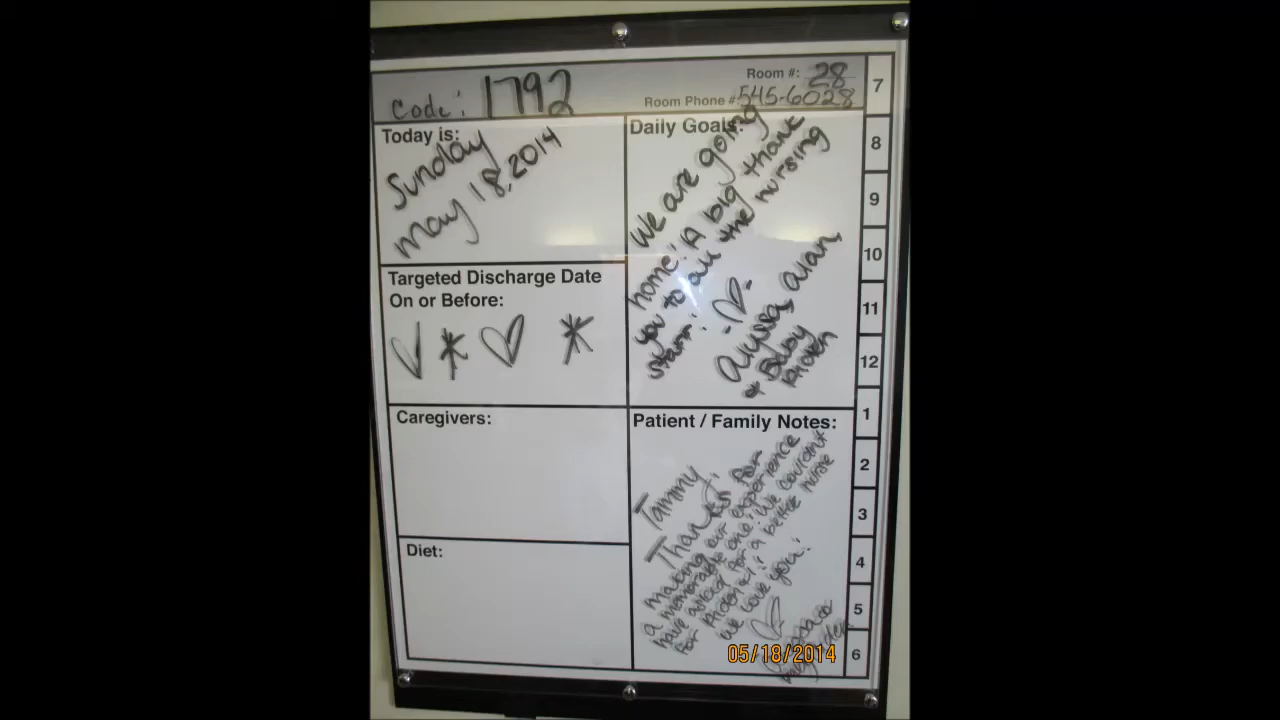 Code: 1792
Room #: 28
Room Phone #: 545-6028
Today is:
Sunday
May 18, 2014
Targeted Discharge Date
On or Before:
Caregivers:
Diet:
Daily Goals:
We are going
home! A big thank
you to all the nursing
staff!
Alyssa, Alan,
& Baby
Patient / Family Notes:
Tammy,
Thanks for
making our experience
a memorable one! We couldn't
have asked for a better nurse
for
We love you!
7
8
9
10
11
12
1
2
3
4
5
6
05/18/2014